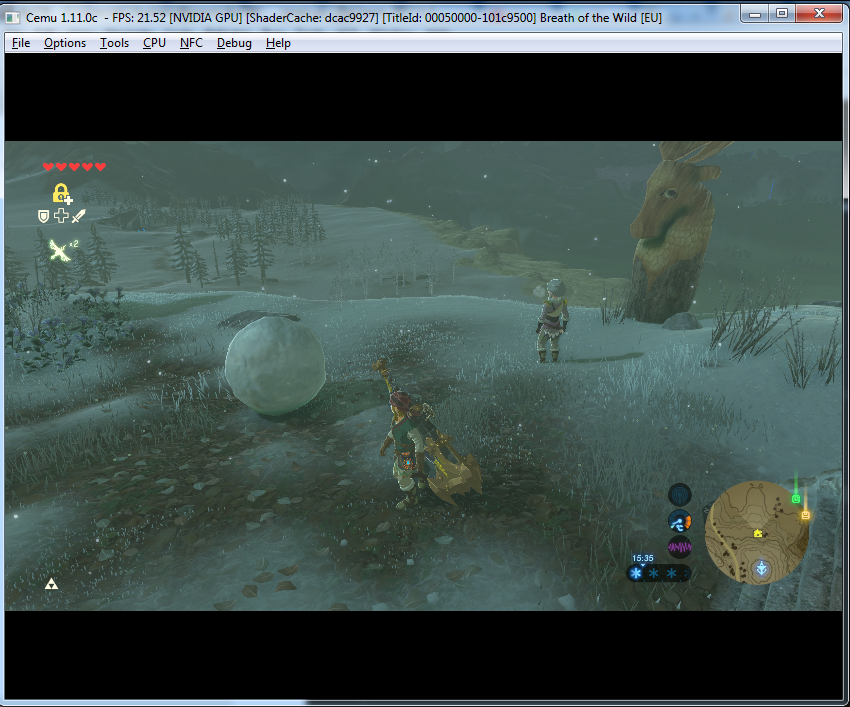 Cemu 1.11.0c - FPS: 21.52 [NVIDIA GPU] [ShaderCache: dcac9927] [TitleId: 00050000-101c9500] Breath of the Wild [EU]
File Options Tools CPU NFC Debug Help
×2
15:35